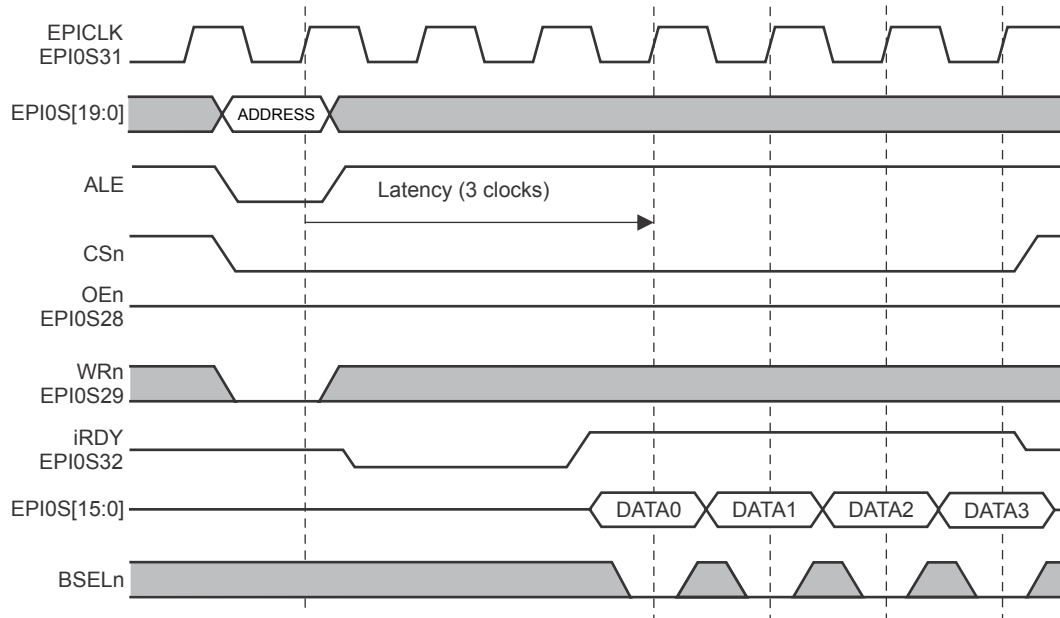 EPICLK
EPI0S31
EPI0S[19:0]
ADDRESS
ALE
Latency (3 clocks)
CSn
OEn
EPI0S28
WRn
EPI0S29
iRDY
EPI0S32
EPI0S[15:0]
DATA0
DATA1
DATA2
DATA3
BSELn